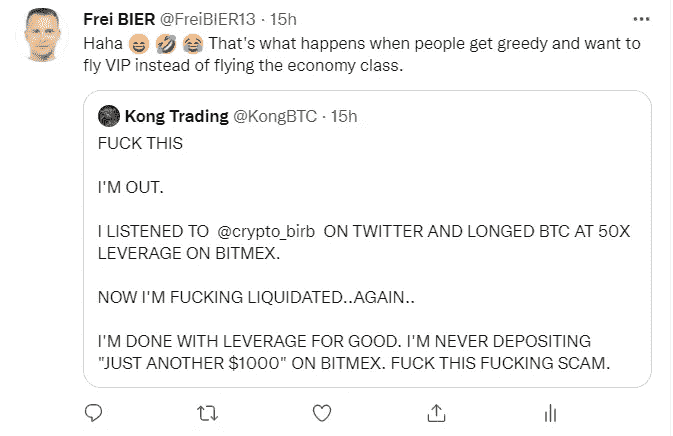 Frei BIER @FreiBIER13 · 15h
Haha 😄 🤣 😂 That's what happens when people get greedy and want to
fly VIP instead of flying the economy class.
Kong Trading @KongBTC · 15h
FUCK THIS
I'M OUT.
I LISTENED TO @crypto_birb ON TWITTER AND LONGED BTC AT 50X
LEVERAGE ON BITMEX.
NOW I'M FUCKING LIQUIDATED..AGAIN..
I'M DONE WITH LEVERAGE FOR GOOD. I'M NEVER DEPOSITING
"JUST ANOTHER $1000" ON BITMEX. FUCK THIS FUCKING SCAM.